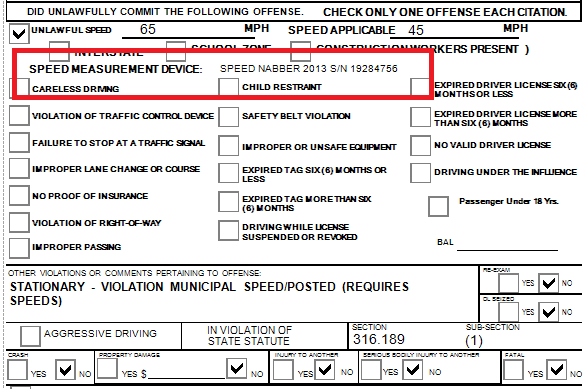 DID UNLAWFULLY COMMIT THE FOLLOWING OFFENSE. CHECK ONLY ONE OFFENSE EACH CITATION.
UNLAWFUL SPEED 65 MPH SPEED APPLICABLE 45 MPH
INTERSTATE SCHOOL ZONE CONSTRUCTION WORKERS PRESENT )
SPEED MEASUREMENT DEVICE: SPEED NABBER 2013 S/N 19284756
CARELESS DRIVING CHILD RESTRAINT EXPIRED DRIVER LICENSE SIX (6)
MONTHS OR LESS
VIOLATION OF TRAFFIC CONTROL DEVICE SAFETY BELT VIOLATION EXPIRED DRIVER LICENSE MORE
THAN SIX (6) MONTHS
FAILURE TO STOP AT A TRAFFIC SIGNAL IMPROPER OR UNSAFE EQUIPMENT NO VALID DRIVER LICENSE
IMPROPER LANE CHANGE OR COURSE EXPIRED TAG SIX (6) MONTHS OR
LESS DRIVING UNDER THE INFLUENCE
NO PROOF OF INSURANCE EXPIRED TAG MORE THAN SIX
(6) MONTHS Passenger Under 18 Yrs.
VIOLATION OF RIGHT-OF-WAY DRIVING WHILE LICENSE
SUSPENDED OR REVOKED
IMPROPER PASSING BAL
OTHER VIOLATIONS OR COMMENTS PERTAINING TO OFFENSE: RE-EXAM
STATIONARY - VIOLATION MUNICIPAL SPEED/POSTED (REQUIRES YES NO
SPEEDS) DL SEIZED
YES NO
AGGRESSIVE DRIVING IN VIOLATION OF
STATE STATUTE SECTION SUB-SECTION
316.189 (1)
CRASH PROPERTY DAMAGE INJURY TO ANOTHER SERIOUS BODILY INJURY TO ANOTHER FATAL
YES NO YES $ NO YES NO YES NO YES NO